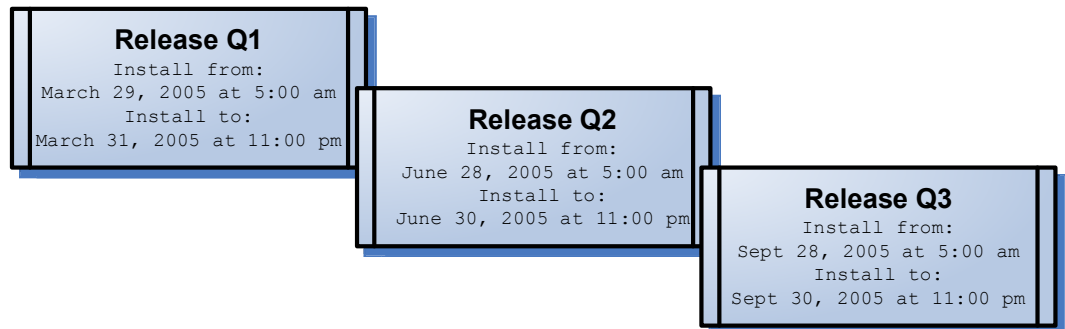 Release Q1
Install from:
March 29, 2005 at 5:00 am
Install to:
March 31, 2005 at 11:00 pm
Release Q2
Install from:
June 28, 2005 at 5:00 am
Install to:
June 30, 2005 at 11:00 pm
Release Q3
Install from:
Sept 28, 2005 at 5:00 am
Install to:
Sept 30, 2005 at 11:00 pm